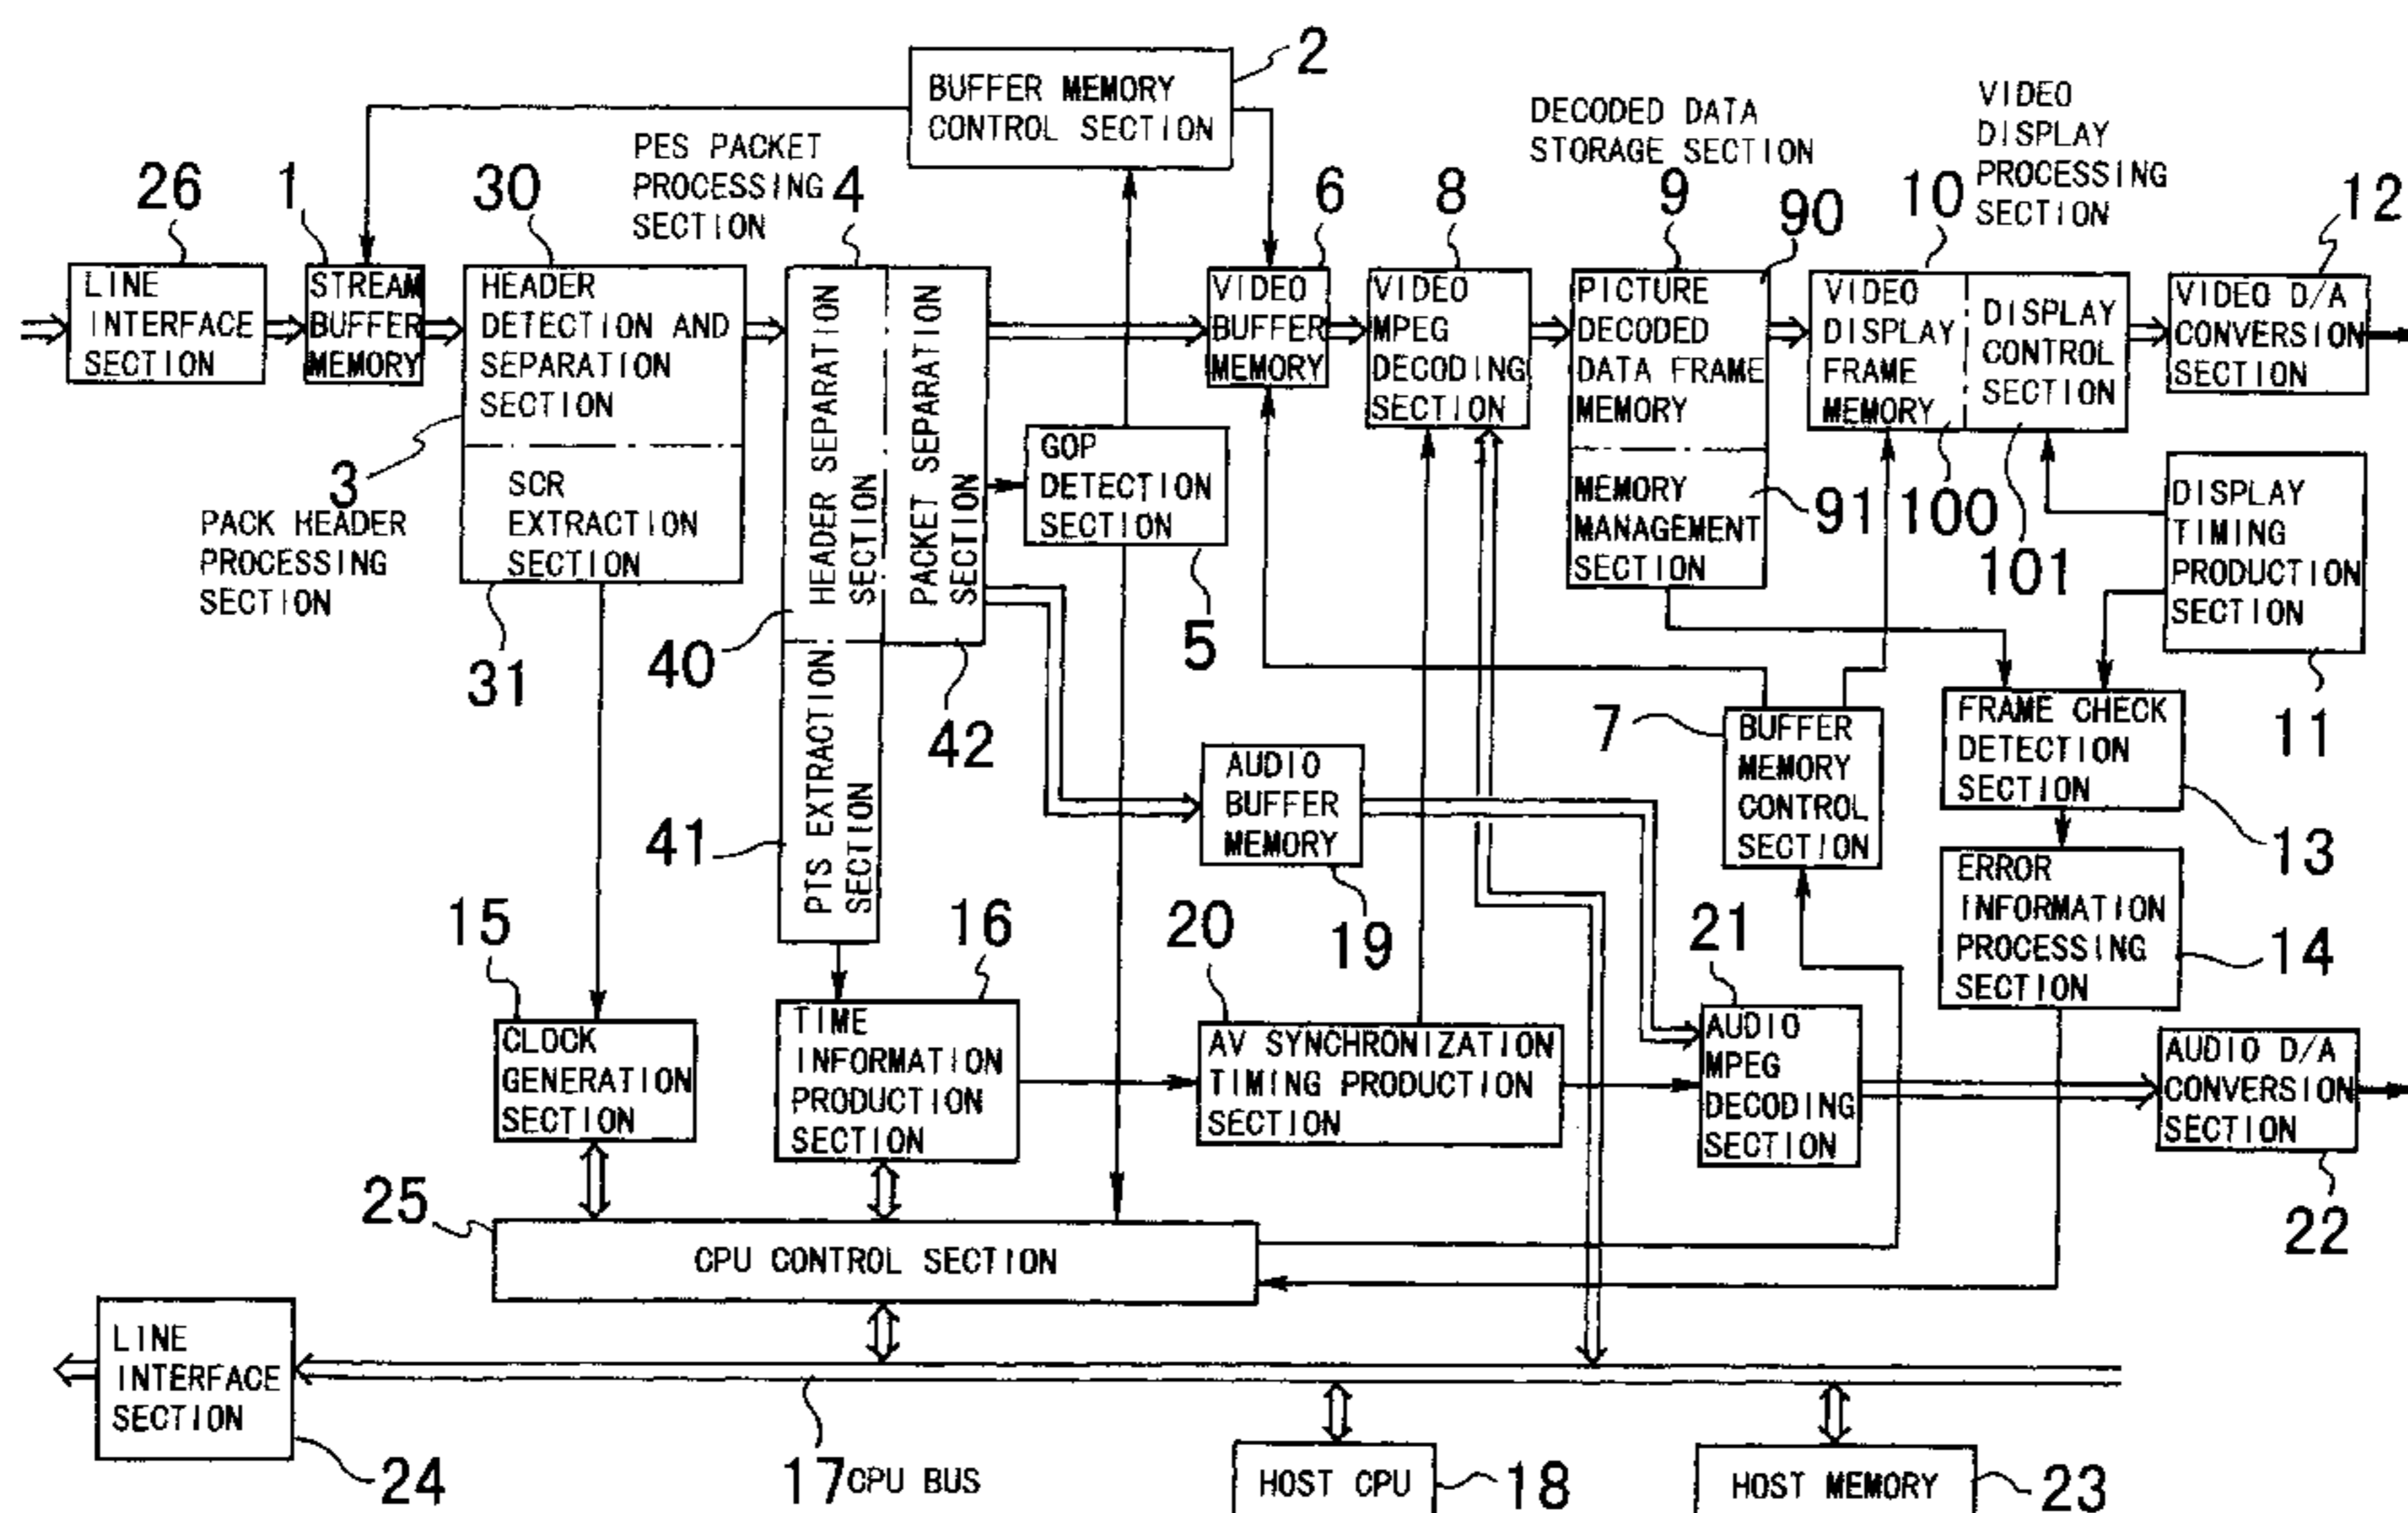 2
BUFFER MEMORY
CONTROL SECTION
PES PACKET
PROCESSING
SECTION
DECODED DATA
STORAGE SECTION
VIDEO
DISPLAY
PROCESSING
SECTION
26
1
30
4
6
8
9
90
10
12
LINE
INTERFACE
SECTION
STREAM
BUFFER
MEMORY
HEADER
DETECTION AND
SEPARATION
SECTION
SCR
EXTRACTION
SECTION
3
PACK HEADER
PROCESSING
SECTION
31
HEADER SEPARATION
SECTION
PACKET SEPARATION
SECTION
PTS EXTRACTION
SECTION
40
41
42
GOP
DETECTION
SECTION
5
VIDEO
BUFFER
MEMORY
VIDEO
MPEG
DECODING
SECTION
PICTURE
DECODED
DATA FRAME
MEMORY
MEMORY
MANAGEMENT
SECTION
91
VIDEO
DISPLAY
FRAME
MEMORY
100
DISPLAY
CONTROL
SECTION
101
VIDEO D/A
CONVERSION
SECTION
DISPLAY
TIMING
PRODUCTION
SECTION
11
7
BUFFER
MEMORY
CONTROL
SECTION
FRAME CHECK
DETECTION
SECTION
13
ERROR
INFORMATION
PROCESSING
SECTION
14
AUDIO
BUFFER
MEMORY
19
15
CLOCK
GENERATION
SECTION
16
TIME
INFORMATION
PRODUCTION
SECTION
20
AV SYNCHRONIZATION
TIMING PRODUCTION
SECTION
21
AUDIO
MPEG
DECODING
SECTION
AUDIO D/A
CONVERSION
SECTION
22
25
CPU CONTROL SECTION
LINE
INTERFACE
SECTION
24
17 CPU BUS
HOST CPU
18
HOST MEMORY
23